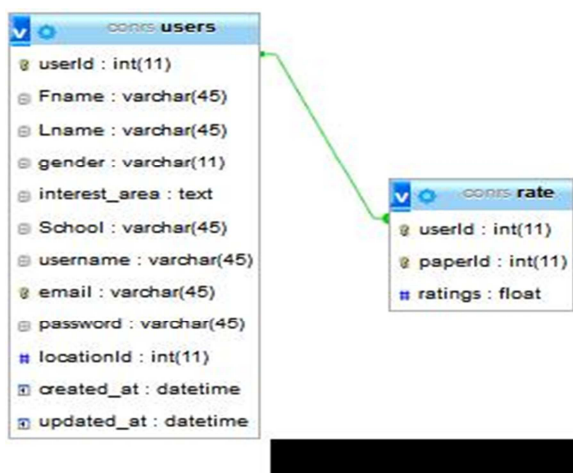 conrs users
userId : int(11)
Fname : varchar(45)
Lname : varchar(45)
gender : varchar(11)
interest_area : text
School : varchar(45)
username : varchar(45)
email : varchar(45)
password : varchar(45)
locationId : int(11)
created_at : datetime
updated_at : datetime
conrs rate
userId : int(11)
paperId : int(11)
# ratings : float